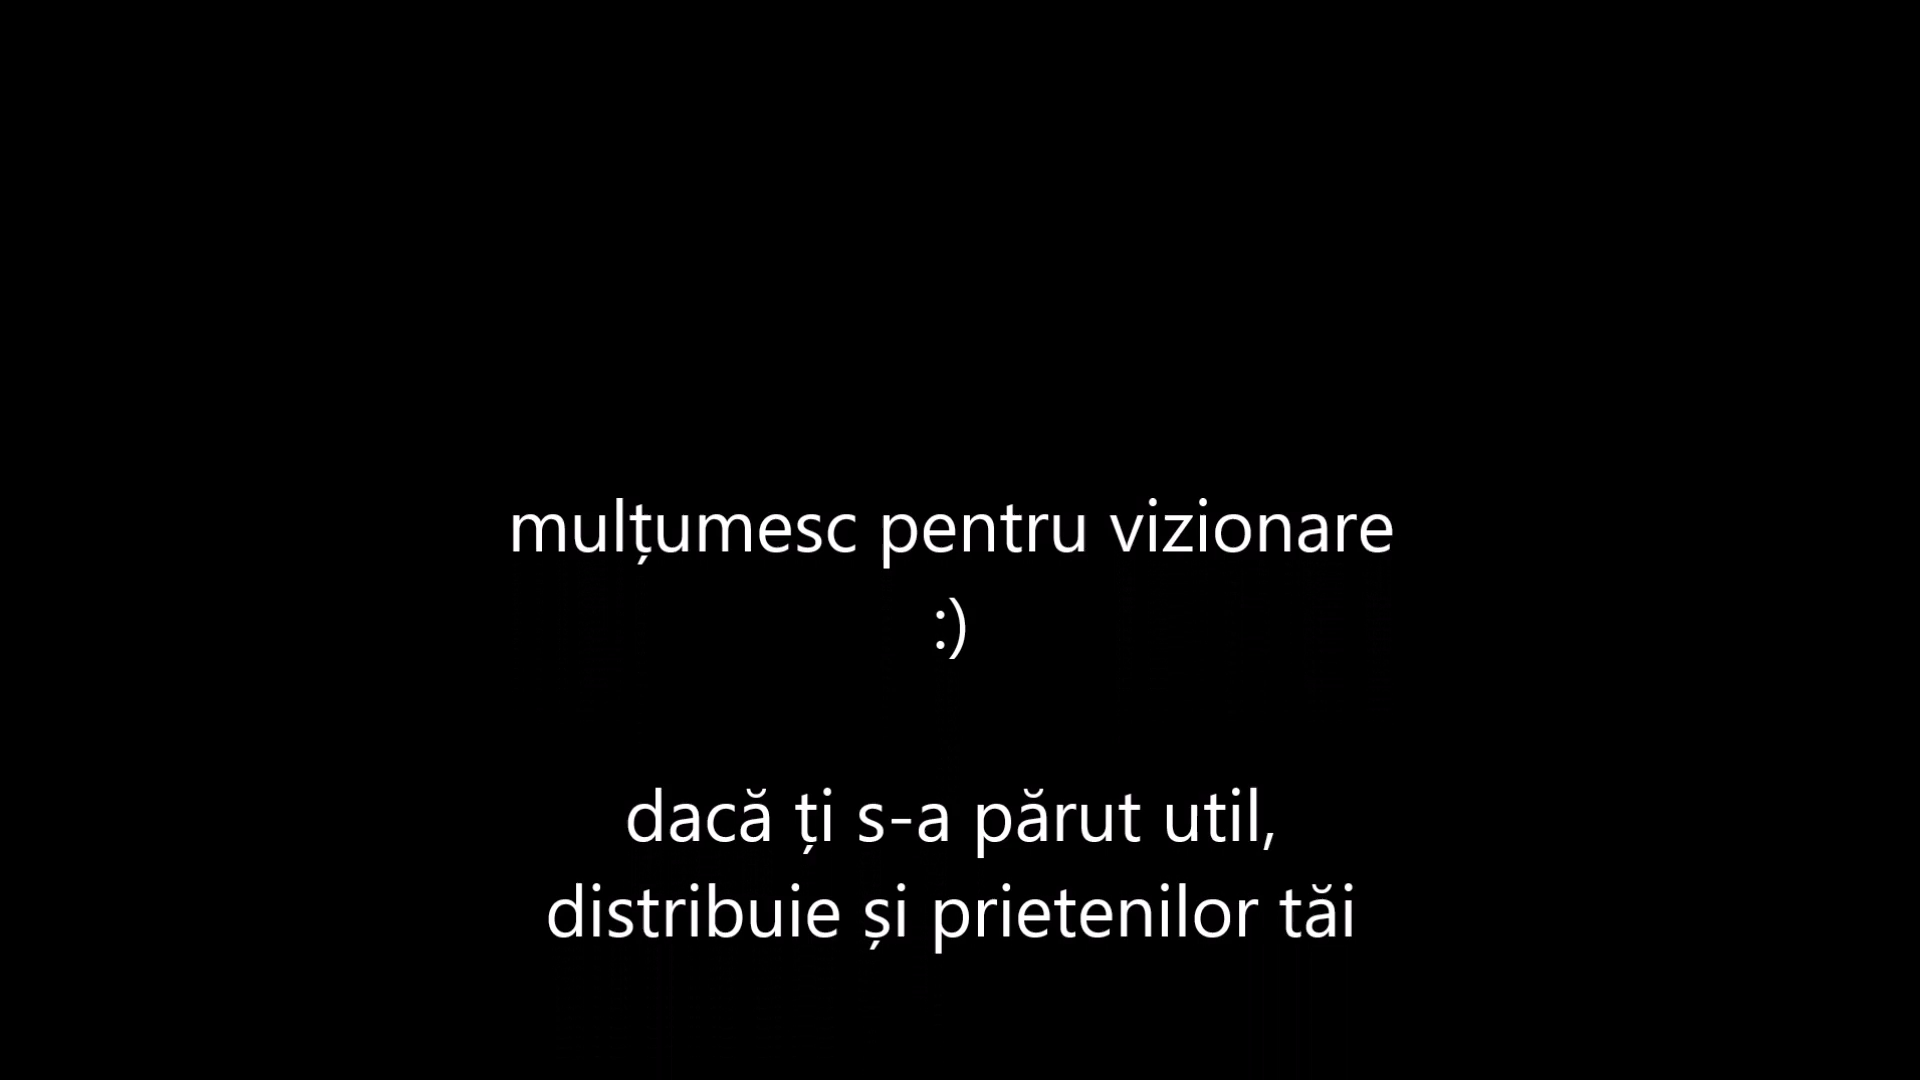 mulțumesc pentru vizionare
:)
dacă ți s-a părut util,
distribuie și prietenilor tăi